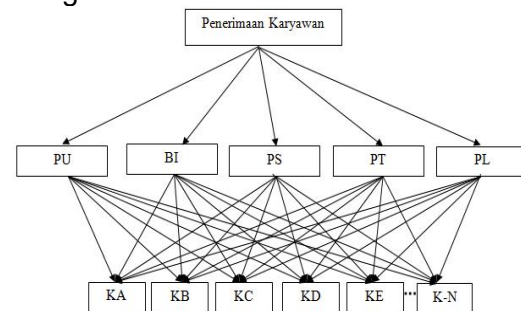 Penerimaan Karyawan
PU BI PS PT PL
KA KB KC KD KE ... K-N